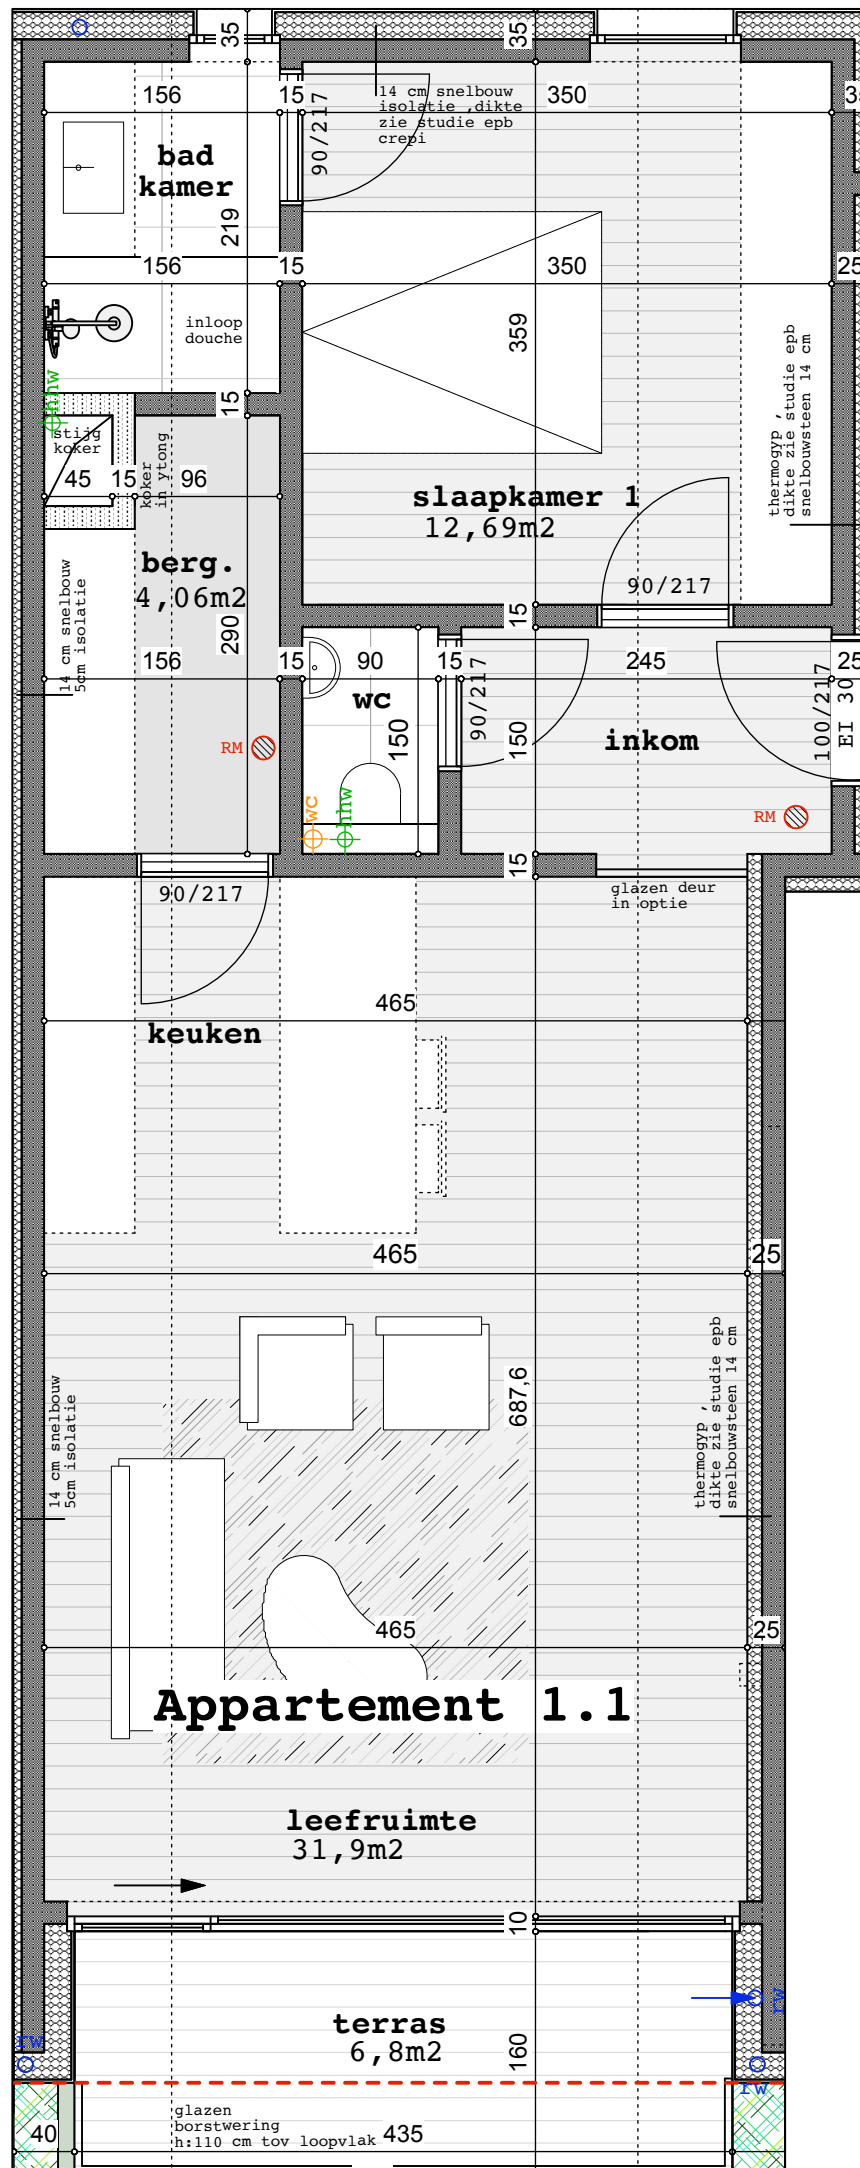 35
35
156
15
350
35
14 cm snelbouw
isolatie ,dikte
zie studie epb
crepi
90/217
bad
kamer
219
156
15
350
25
inloop
douche
359
thermogyp ,
dikte zie studie epb
snelbouwsteen 14 cm
hhw
15
stijg
koker
45
15
96
koker
in ytong
slaapkamer 1
12,69m2
berg.
4,06m2
14 cm snelbouw
5cm isolatie
290
90/217
15
156
15
90
15
245
25
wc
90/217
100/217
EI 30
150
150
inkom
RM
RM
wc
hhw
15
90/217
glazen deur
in optie
465
keuken
465
25
687,6
14 cm snelbouw
5cm isolatie
thermogyp ,
dikte zie studie epb
snelbouwsteen 14 cm
465
25
Appartement 1.1
leefruimte
31,9m2
10
terras
6,8m2
160
rw
rw
rw
glazen
borstwering
h:110 cm tov loopvlak
40
435